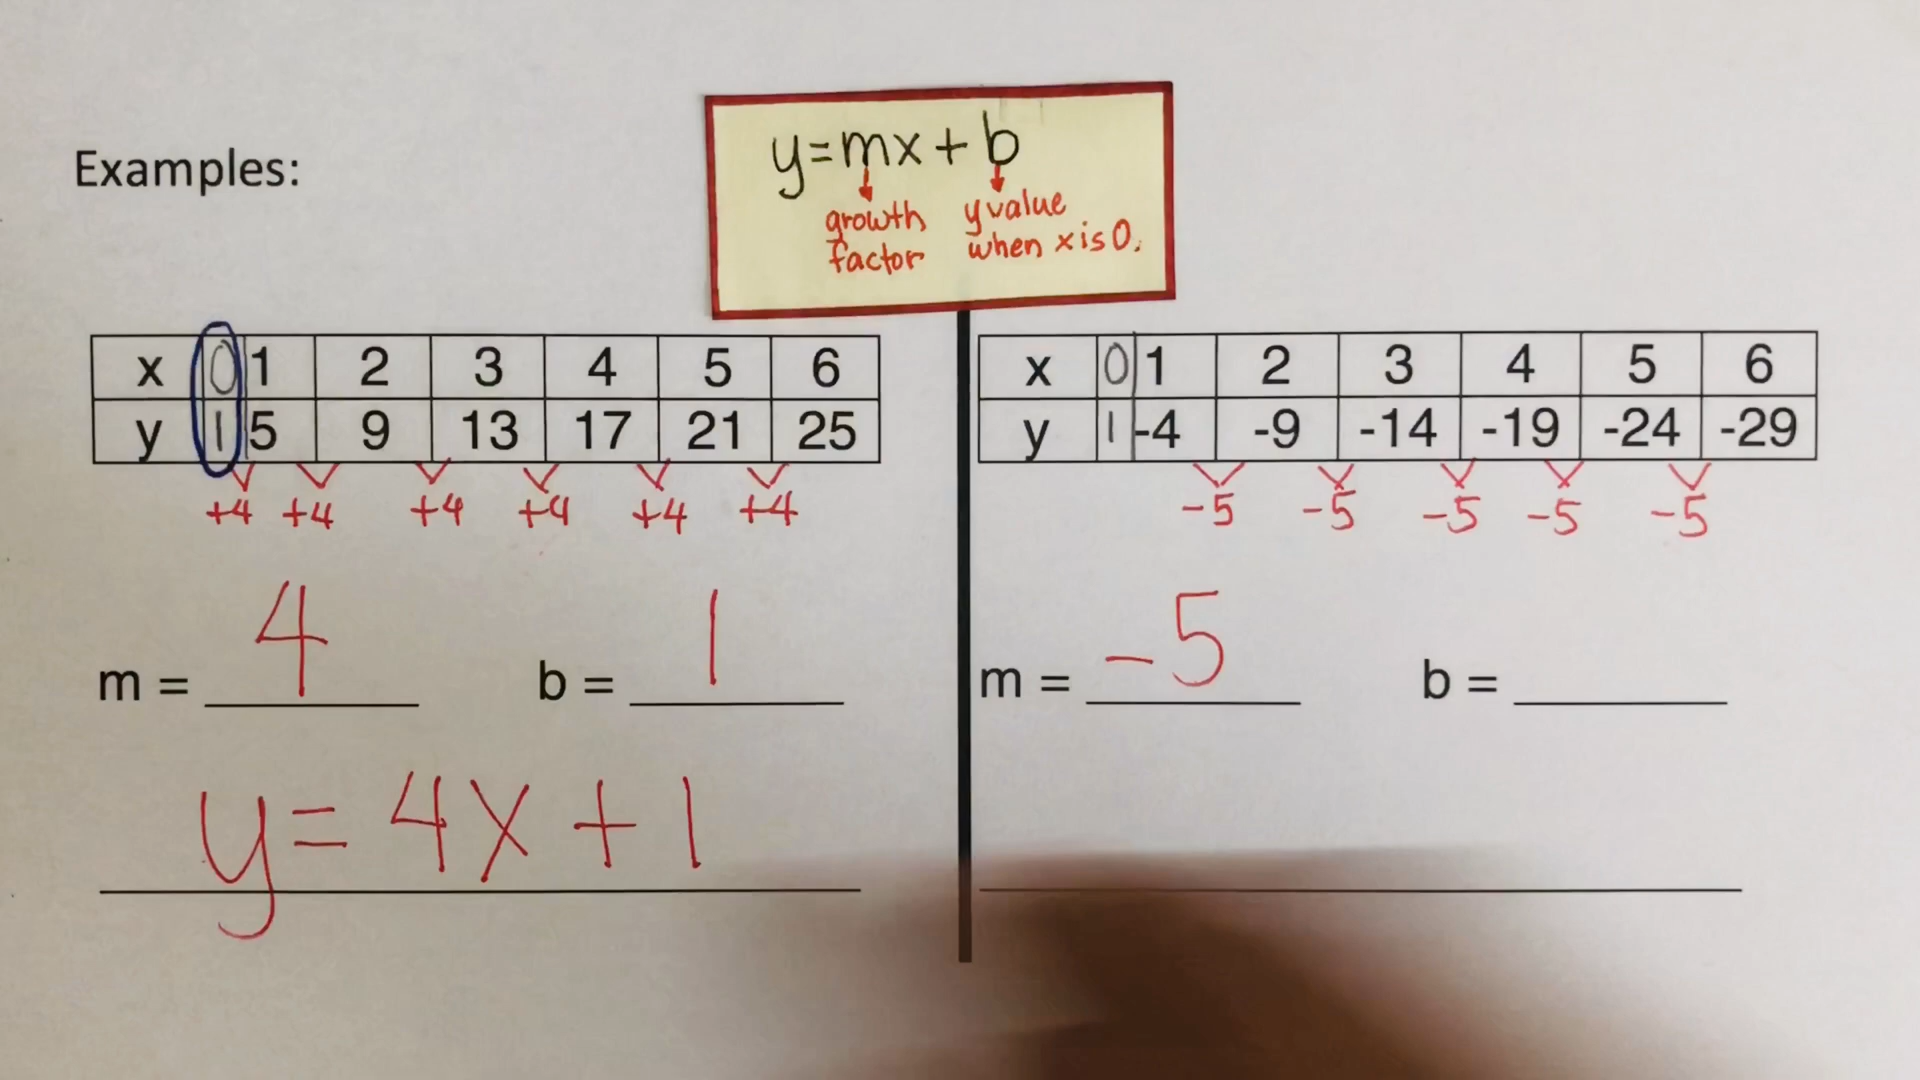 y=mx+b
growth factor
y value when x is 0.
Examples:
x 0 1 2 3 4 5 6
y 1 5 9 13 17 21 25
+4 +4 +4 +4 +4 +4
m = 4 b = 1
y = 4x + 1
x 0 1 2 3 4 5 6
y 1 -4 -9 -14 -19 -24 -29
-5 -5 -5 -5 -5
m = -5 b =